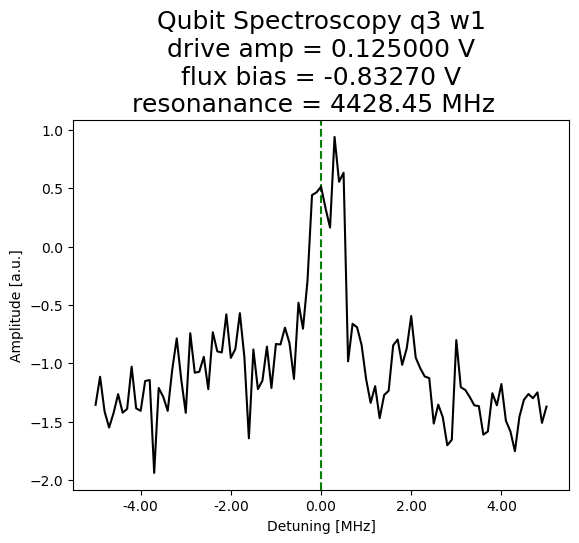 Qubit Spectroscopy q3 w1
drive amp = 0.125000 V
flux bias = -0.83270 V
resonanance = 4428.45 MHz
1.0
0.5
0.0
−0.5
−1.0
−1.5
−2.0
Amplitude [a.u.]
-4.00
-2.00
0.00
2.00
4.00
Detuning [MHz]